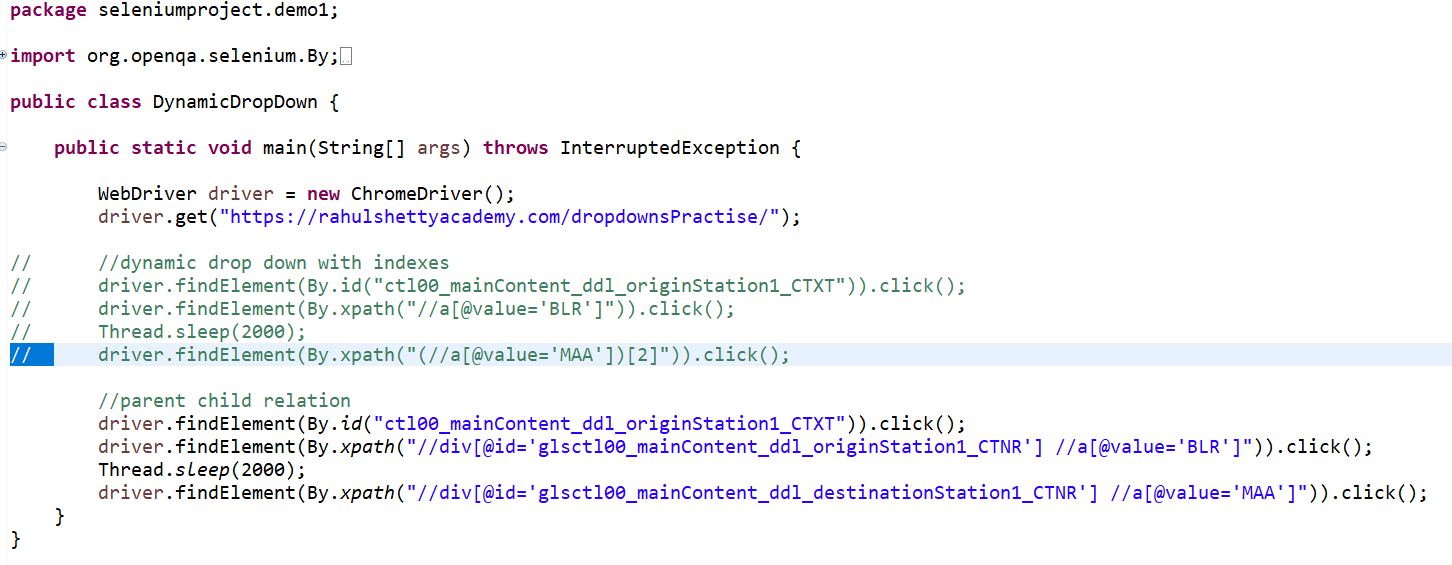 package seleniumproject.demo1;
import org.openqa.selenium.By;
public class DynamicDropDown {
public static void main(String[] args) throws InterruptedException {
WebDriver driver = new ChromeDriver();
driver.get("https://rahulshettyacademy.com/dropdownsPractise/");
// //dynamic drop down with indexes
// driver.findElement(By.id("ctl00_mainContent_ddl_originStation1_CTXT")).click();
// driver.findElement(By.xpath("//a[@value='BLR']")).click();
// Thread.sleep(2000);
// driver.findElement(By.xpath("(//a[@value='MAA'])[2]")).click();
//parent child relation
driver.findElement(By.id("ctl00_mainContent_ddl_originStation1_CTXT")).click();
driver.findElement(By.xpath("//div[@id='glsctl00_mainContent_ddl_originStation1_CTNR'] //a[@value='BLR']")).click();
Thread.sleep(2000);
driver.findElement(By.xpath("//div[@id='glsctl00_mainContent_ddl_destinationStation1_CTNR'] //a[@value='MAA']")).click();
}
}